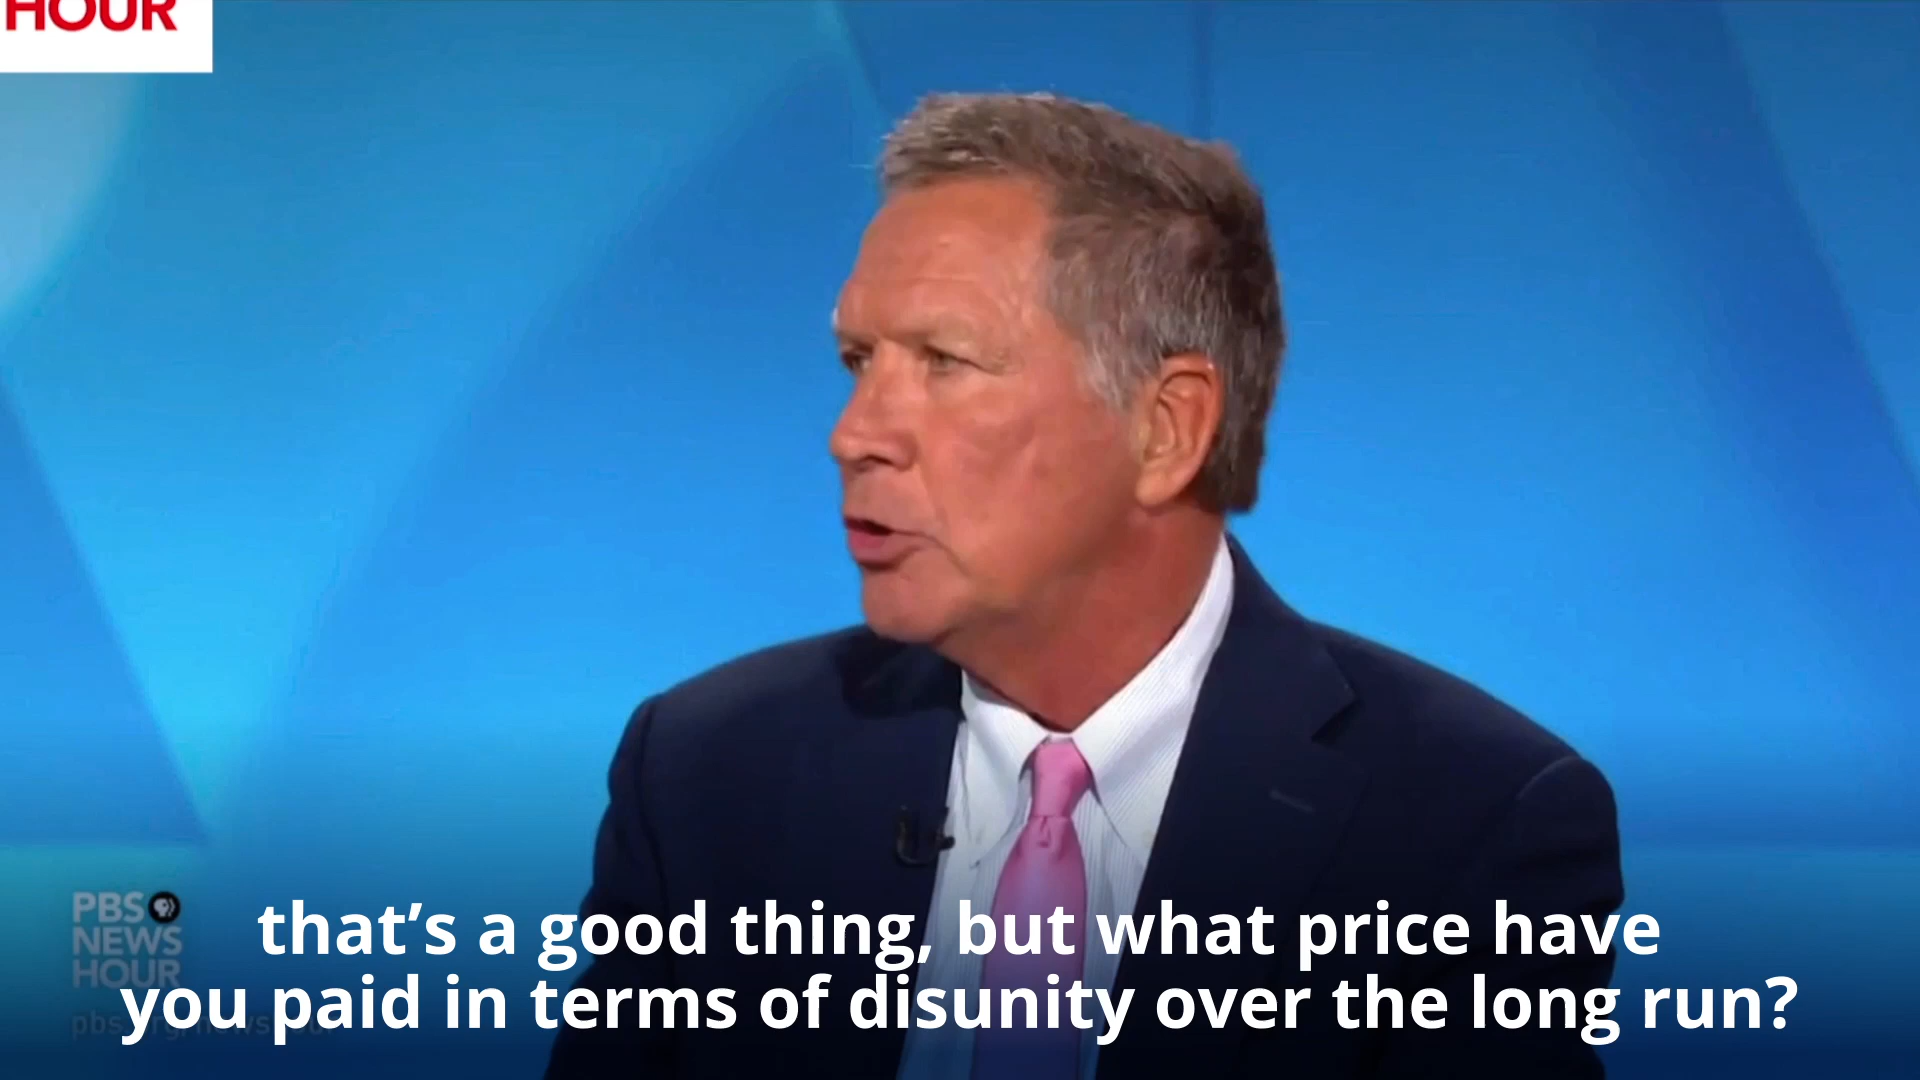 HOUR
PBS
NEWS
HOUR
that’s a good thing, but what price have
you paid in terms of disunity over the long run?